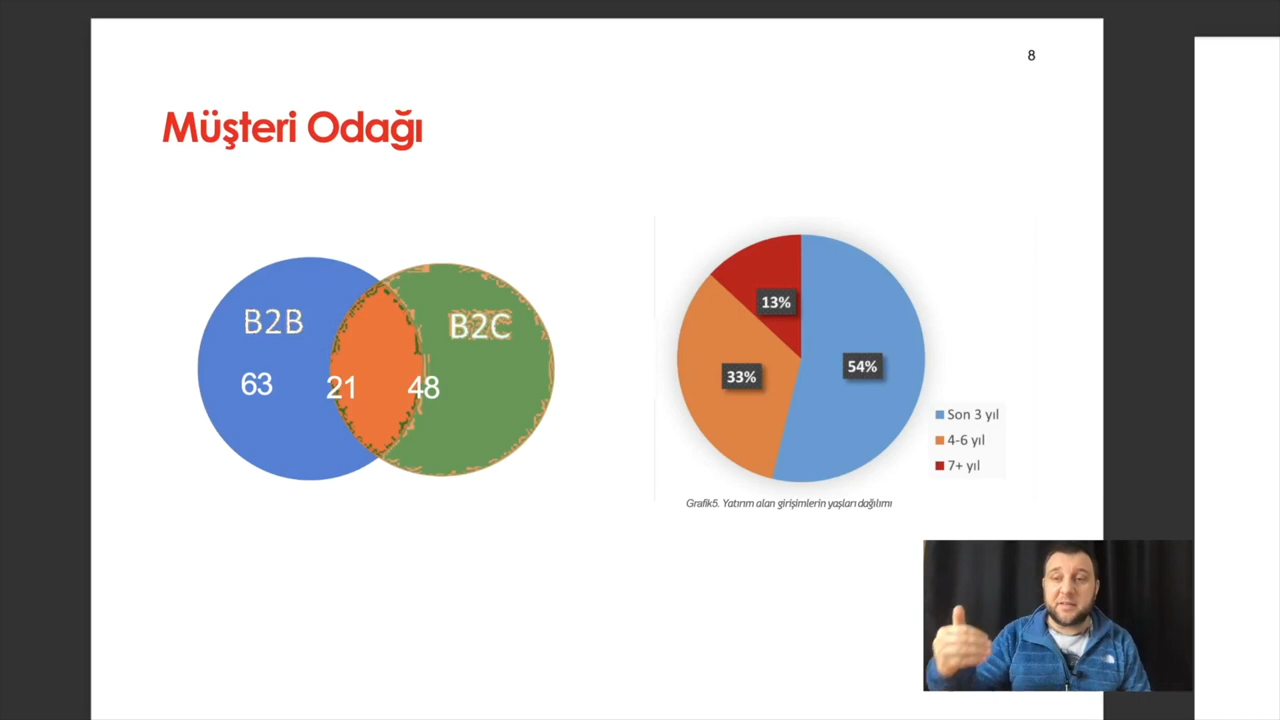 8
Müşteri Odağı
B2B
B2C
63
21
48
13%
33%
54%
Son 3 yıl
4-6 yıl
7+ yıl
Grafik5. Yatırım alan girişimlerin yaşları dağılımı